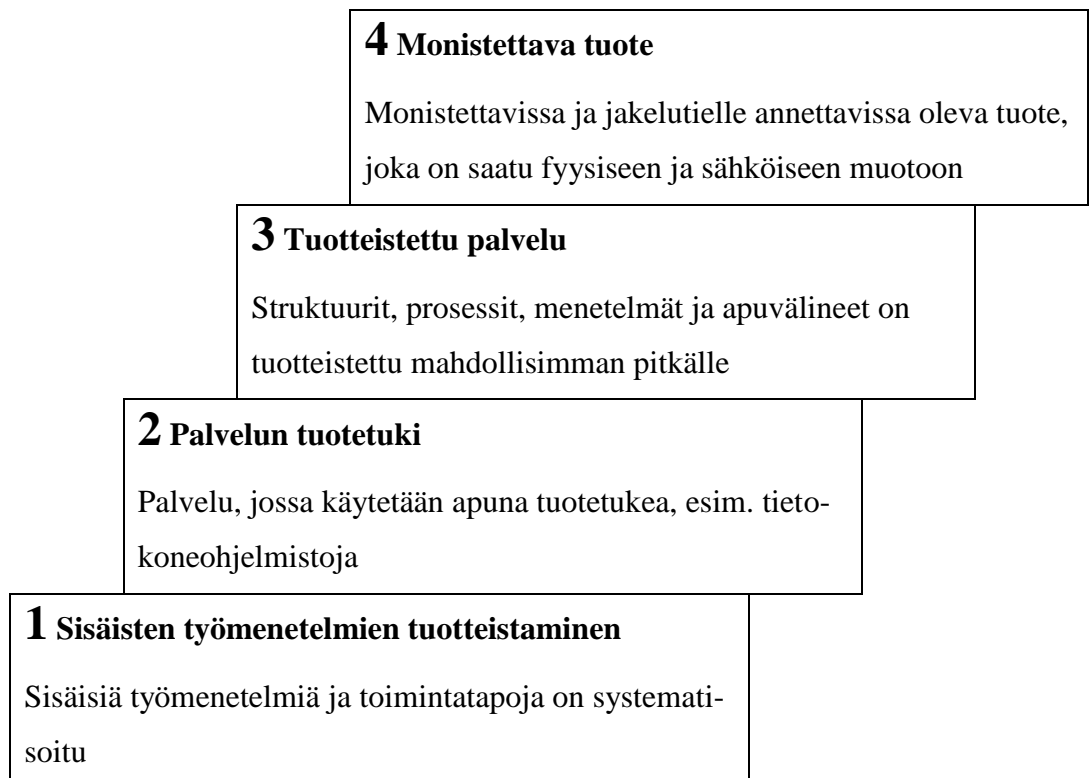 4 Monistettava tuote
Monistettavissa ja jakelutielle annettavissa oleva tuote,
joka on saatu fyysiseen ja sähköiseen muotoon
3 Tuotteistettu palvelu
Struktuurit, prosessit, menetelmät ja apuvälineet on
tuotteistettu mahdollisimman pitkälle
2 Palvelun tuotetuki
Palvelu, jossa käytetään apuna tuotetukea, esim. tieto-
koneohjelmistoja
1 Sisäisten työmenetelmien tuotteistaminen
Sisäisiä työmenetelmiä ja toimintatapoja on systemati-
soitu